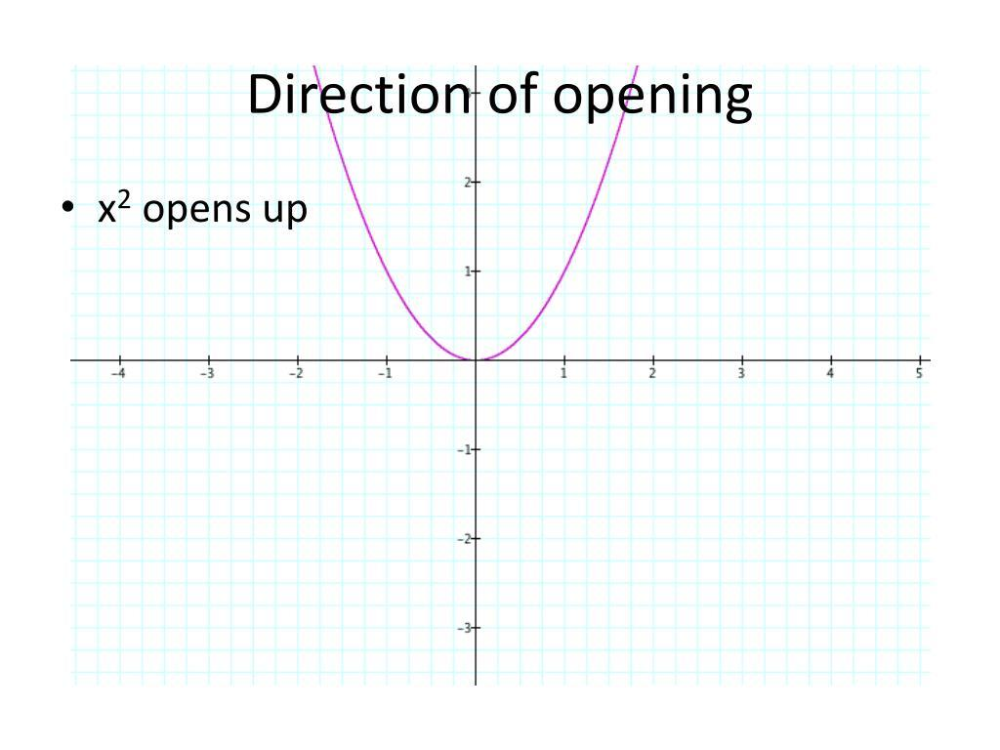 Direction of opening
• x² opens up
3
2
1
-4 -3 -2 -1 1 2 3 4 5
-1
-2
-3